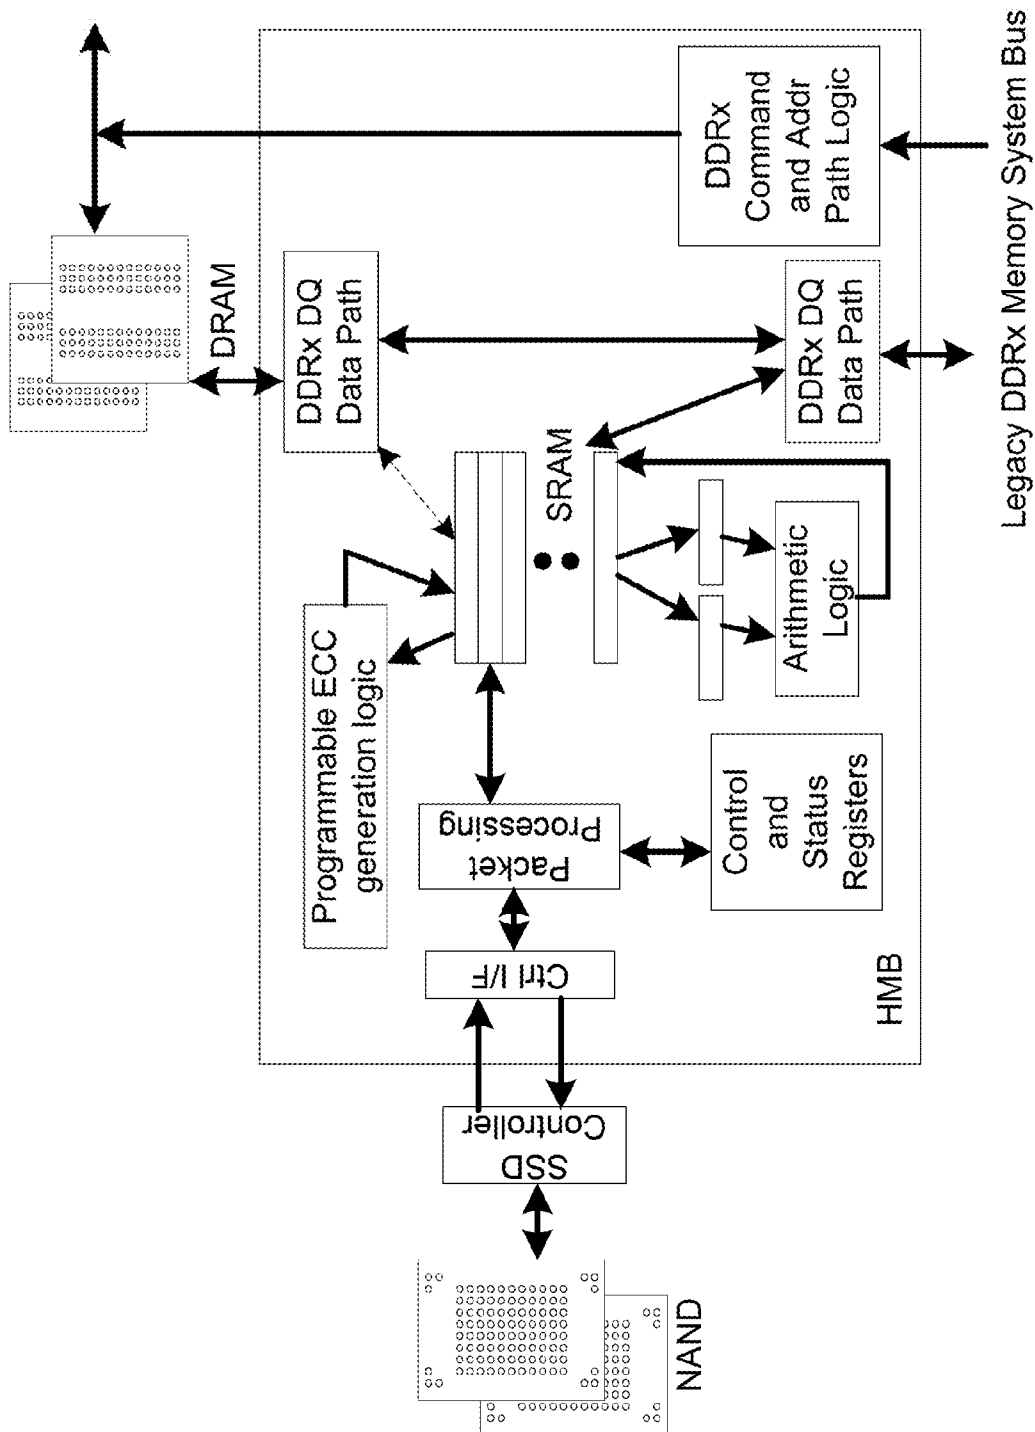 DRAM
DDRx
Command
and Addr
Path Logic
DDRx DQ
Data Path
DDRx DQ
Data Path
Legacy DDRx Memory System Bus
SRAM
Programmable ECC
generation logic
Arithmetic
Logic
Packet
Processing
Control
and
Status
Registers
Ctrl I/F
HMB
SSD
Controller
NAND